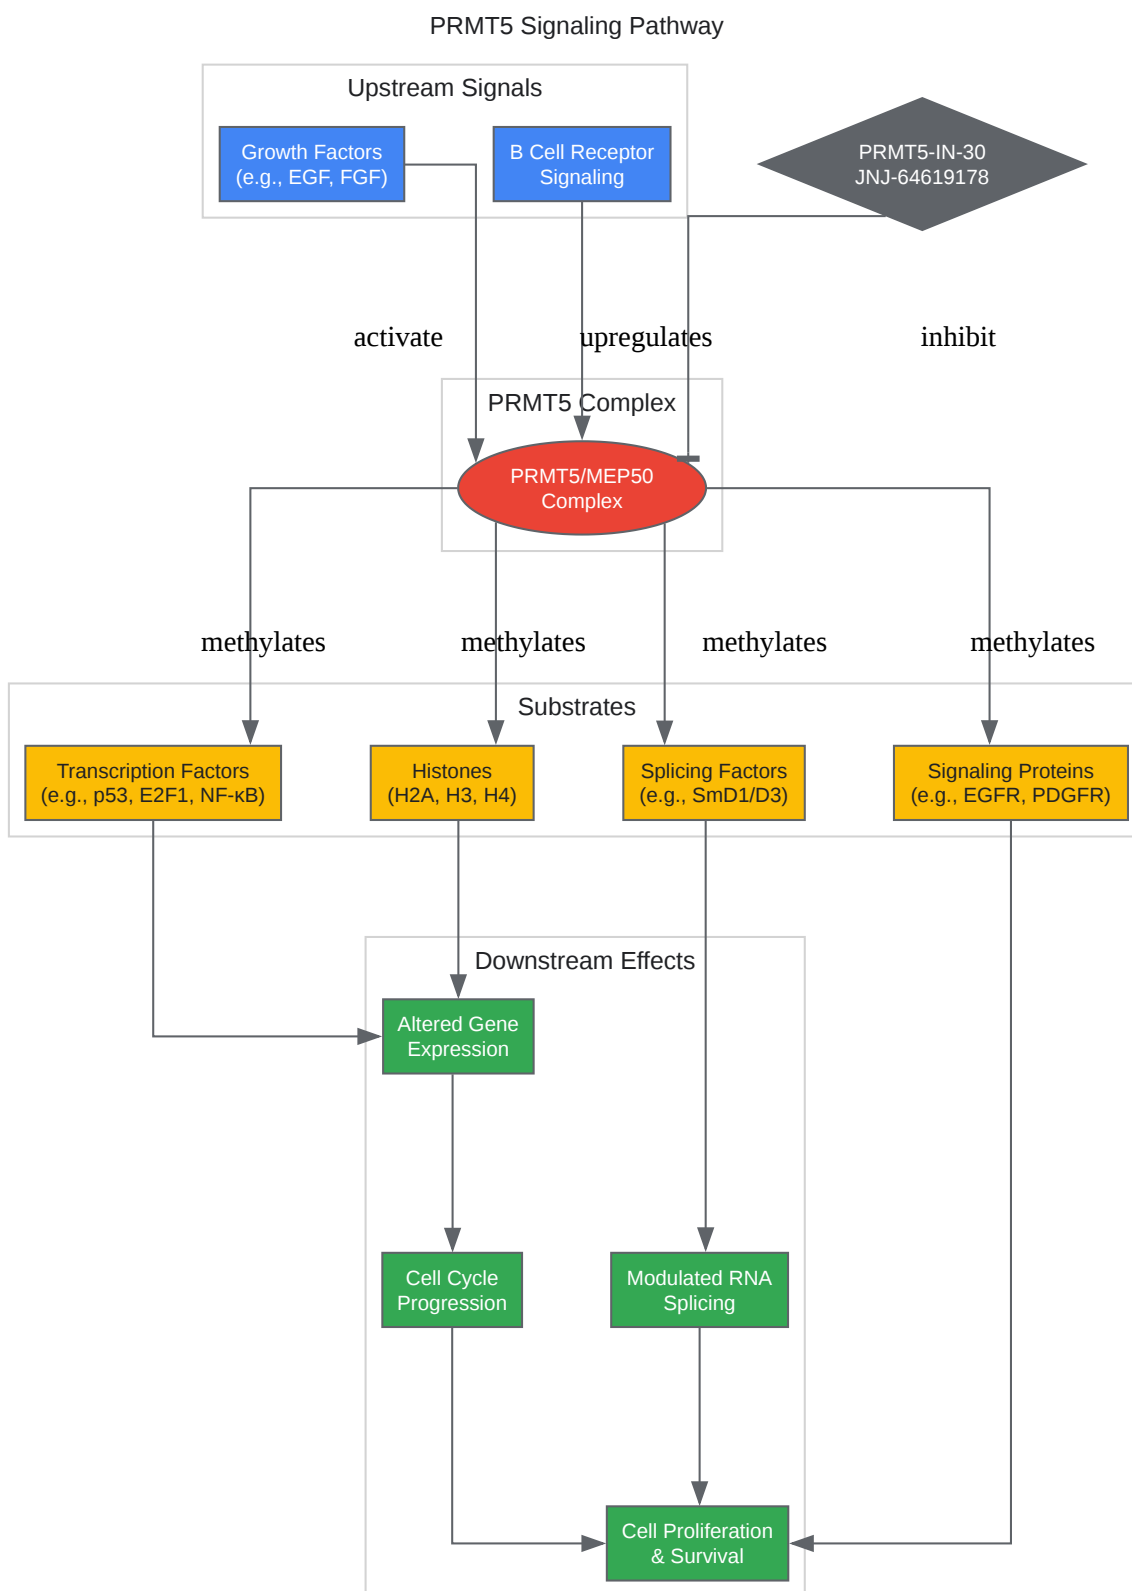 PRMT5 Signaling Pathway
Upstream Signals
Growth Factors
(e.g., EGF, FGF)
B Cell Receptor
Signaling
PRMT5-IN-30
JNJ-64619178
activate
upregulates
inhibit
PRMT5 Complex
PRMT5/MEP50
Complex
methylates
methylates
methylates
methylates
Substrates
Transcription Factors
(e.g., p53, E2F1, NF-κB)
Histones
(H2A, H3, H4)
Splicing Factors
(e.g., SmD1/D3)
Signaling Proteins
(e.g., EGFR, PDGFR)
Downstream Effects
Altered Gene
Expression
Cell Cycle
Progression
Modulated RNA
Splicing
Cell Proliferation
& Survival